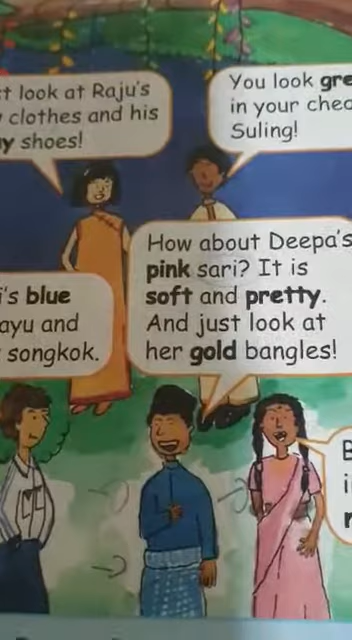 t look at Raju's
clothes and his
y shoes!
You look gre
in your che
Suling!
How about Deepa's
pink sari? It is
soft and pretty.
And just look at
her gold bangles!
i's blue
ayu and
songkok.
B
i
r